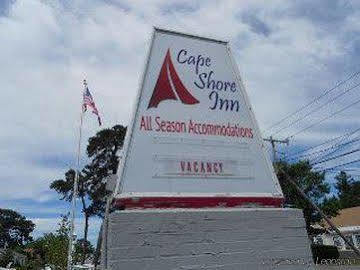 Cape
Shore
Inn
All Season Accommodations
VACANCY